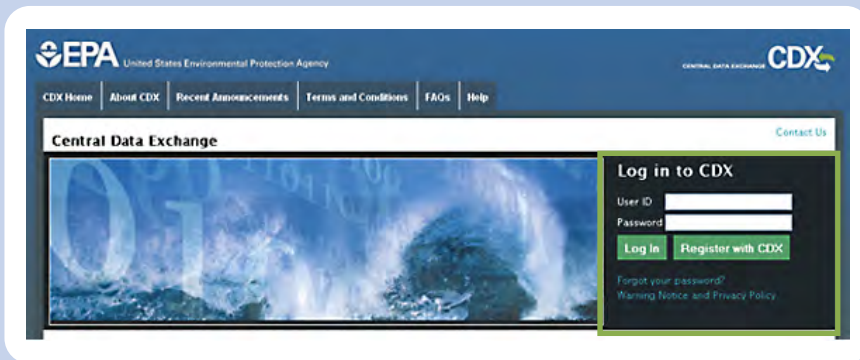 EPA United States Environmental Protection Agency
CENTRAL DATA EXCHANGE CDX
CDX Home About CDX Recent Announcements Terms and Conditions FAQs Help
Contact Us
Central Data Exchange
Log in to CDX
User ID
Password
Log In Register with CDX
Forgot your password?
Warning Notice and Privacy Policy